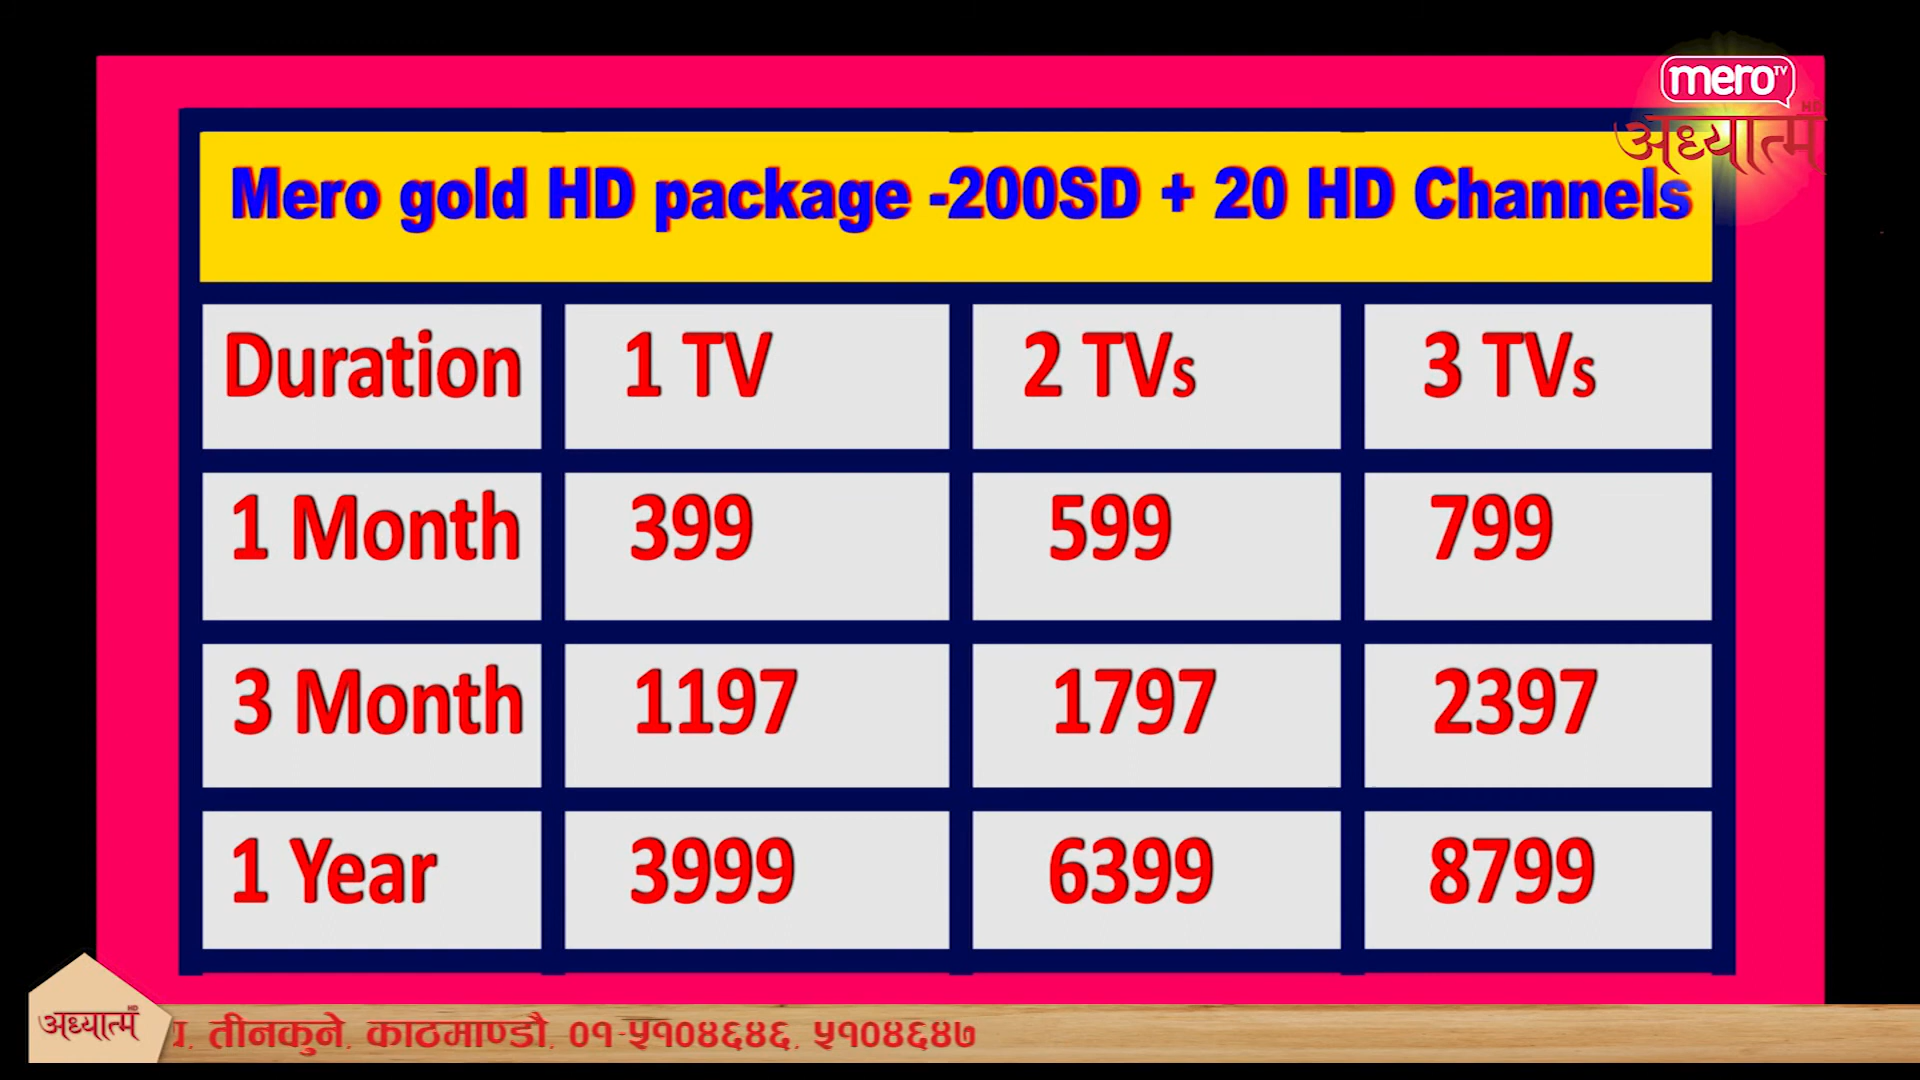 mero TV
HD
अध्यात्म
Mero gold HD package -200SD + 20 HD Channels
Duration 1 TV 2 TVs 3 TVs
1 Month 399 599 799
3 Month 1197 1797 2397
1 Year 3999 6399 8799
अध्यात्म HD
तीनकुने, काठमाण्डौ, ०१-५१०४६४६, ५१०४६४७